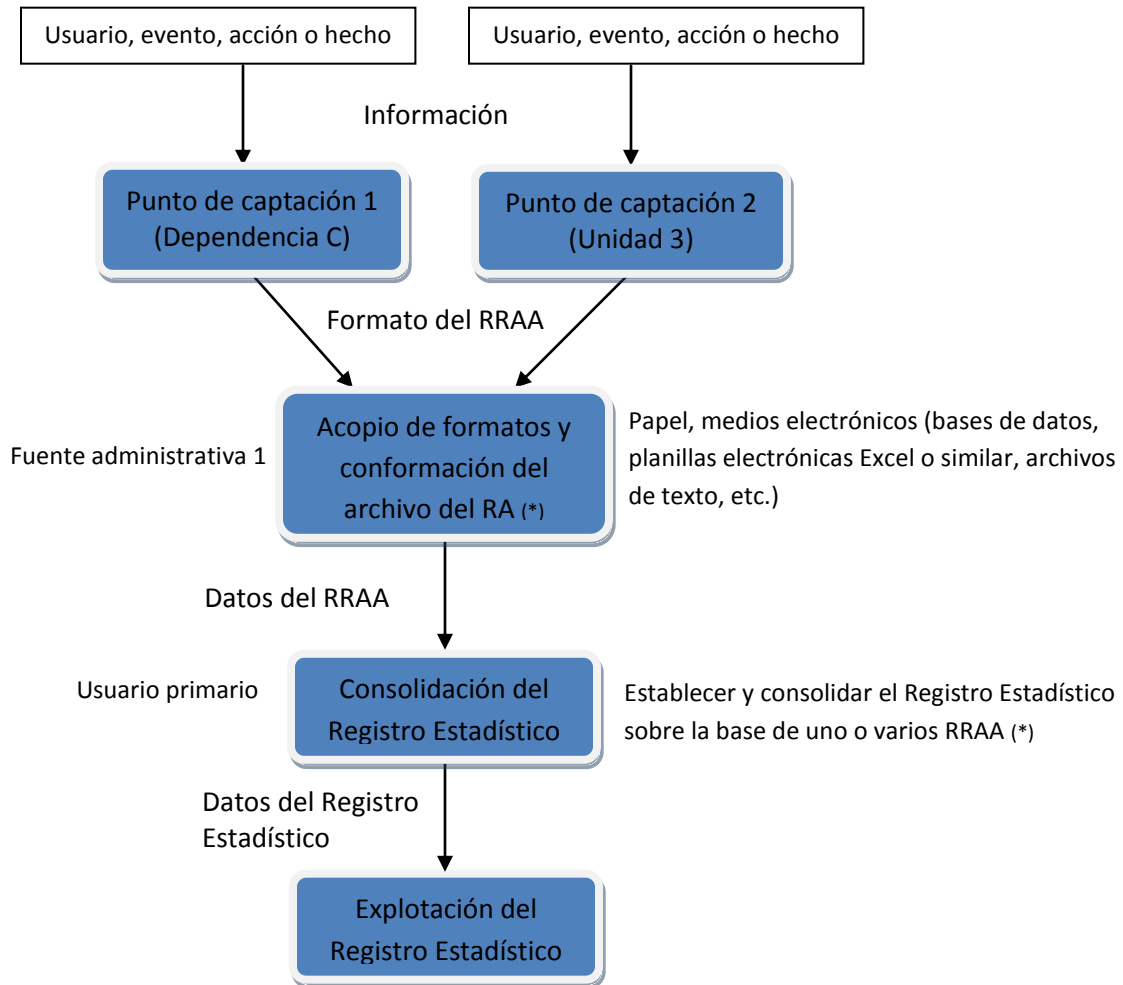 Usuario, evento, acción o hecho
Usuario, evento, acción o hecho
Información
Punto de captación 1
(Dependencia C)
Punto de captación 2
(Unidad 3)
Formato del RRAA
Fuente administrativa 1
Acopio de formatos y
conformación del
archivo del RA (*)
Papel, medios electrónicos (bases de datos,
planillas electrónicas Excel o similar, archivos
de texto, etc.)
Datos del RRAA
Usuario primario
Consolidación del
Registro Estadístico
Establecer y consolidar el Registro Estadístico
sobre la base de uno o varios RRAA (*)
Datos del Registro
Estadístico
Explotación del
Registro Estadístico